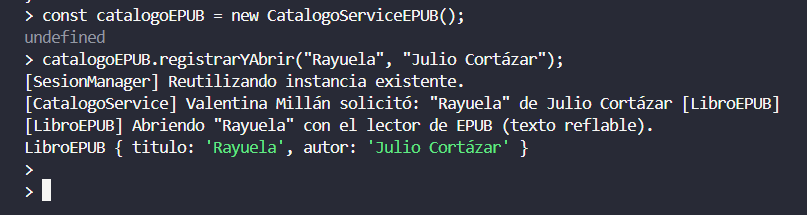 > const catalogoEPUB = new CatalogoServiceEPUB();
undefined
> catalogoEPUB.registrarYAbrir("Rayuela", "Julio Cortázar");
[SesionManager] Reutilizando instancia existente.
[CatalogoService] Valentina Millán solicitó: "Rayuela" de Julio Cortázar [LibroEPUB]
[LibroEPUB] Abriendo "Rayuela" con el lector de EPUB (texto reflable).
LibroEPUB { titulo: 'Rayuela', autor: 'Julio Cortázar' }
>
>